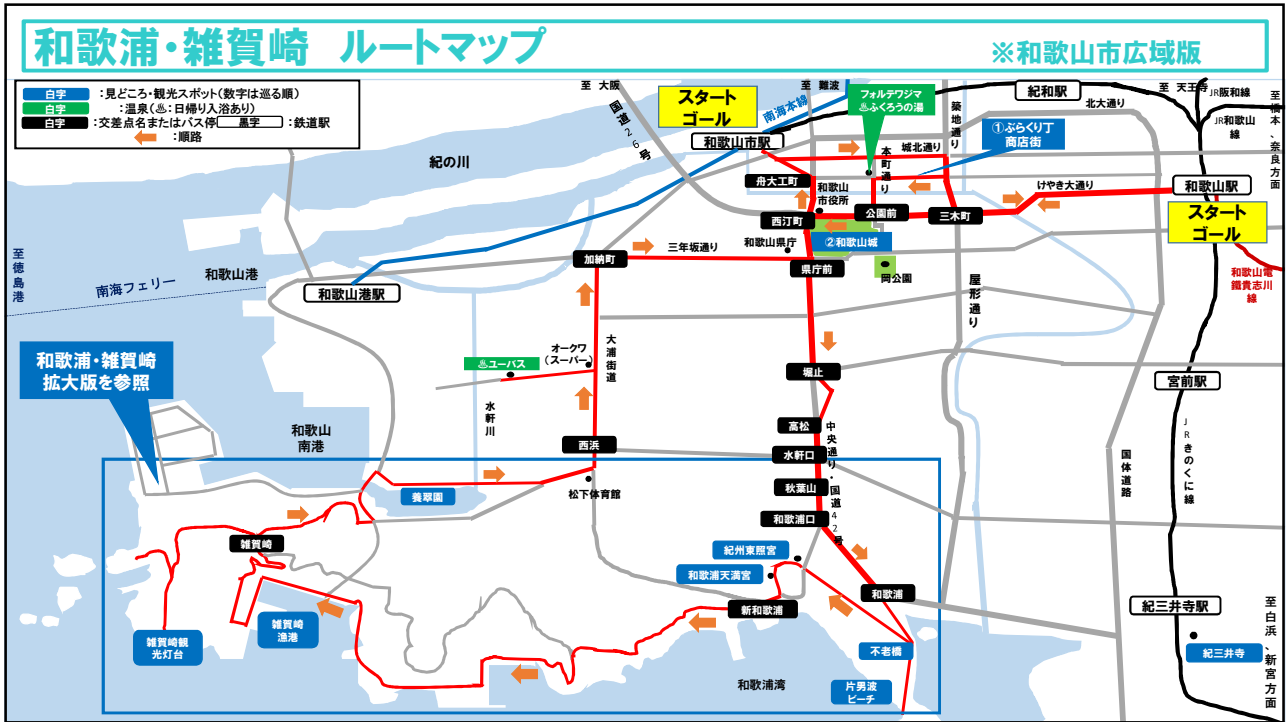 和歌浦・雑賀崎　ルートマップ
※和歌山市広域版
白字　：見どころ・観光スポット(数字は巡る順)
白字　：温泉(♨：日帰り入浴あり)
白字　：交差点名またはバス停　黒字　：鉄道駅
：順路
至 大阪
国道26号
スタート
ゴール
南海本線
至 難波
フォルテワジマ
♨ふくろうの湯
築地通り
紀和駅
北大通り
至 天王寺
JR阪和線
JR和歌山
線
至橋本、奈良方面
和歌山市駅
本町通り
城北通り
①ぶらくり丁
商店街
紀の川
舟大工町
和歌山
市役所
けやき大通り
和歌山駅
西汀町
公園前
三木町
スタート
ゴール
三年坂通り
和歌山県庁
②和歌山城
加納町
県庁前
岡公園
至徳島港
南海フェリー
和歌山港
和歌山港駅
屋形通り
和歌山電
鐵貴志川
線
和歌浦・雑賀崎
拡大版を参照
♨ユーバス
オークワ
(スーパー)
大浦街道
堀止
宮前駅
水軒川
和歌山
南港
西浜
高松
中央通り・国道42号
水軒口
国体道路
JRきのくに線
養翠園
松下体育館
秋葉山
和歌浦口
雑賀崎
紀州東照宮
和歌浦天満宮
和歌浦
新和歌浦
紀三井寺駅
至白浜、新宮方面
雑賀崎観
光灯台
雑賀崎
漁港
不老橋
紀三井寺
和歌浦湾
片男波
ビーチ